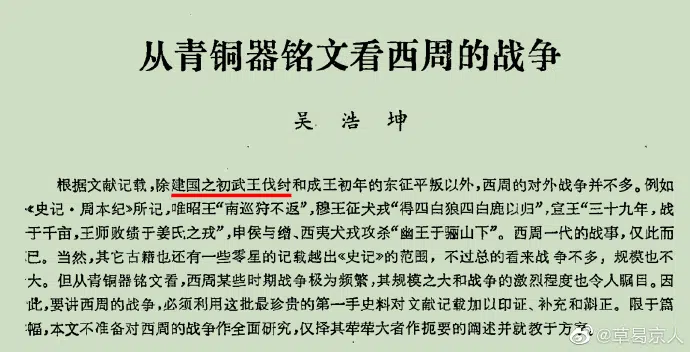 从青铜器铭文看西周的战争
吴浩坤
根据文献记载，除建国之初武王伐纣和成王初年的东征平叛以外，西周的对外战争并不多。例如
《史记·周本纪》所记，唯昭王“南巡狩不返”，穆王征犬戎“得四白狼四白鹿以归”，宣王“三十九年，战
于千亩，王师败绩于姜氏之戎”，申侯与缯、西夷犬戎攻杀“幽王于骊山下”。西周一代的战事，仅此而
已。当然，其它古籍也还有一些零星的记载越出《史记》的范围，不过总的看来战争不多，规模也不
大。但从青铜器铭文看，西周某些时期战争极为频繁，其规模之大和战争的激烈程度也令人瞩目。因
此，要讲西周的战争，必须利用这批最珍贵的第一手史料对文献记载加以印证、补充和纠正。限于篇
幅，本文不准备对西周的战争作全面研究，仅择其荦荦大者作扼要的阐述并就教于方家。
@草易京人